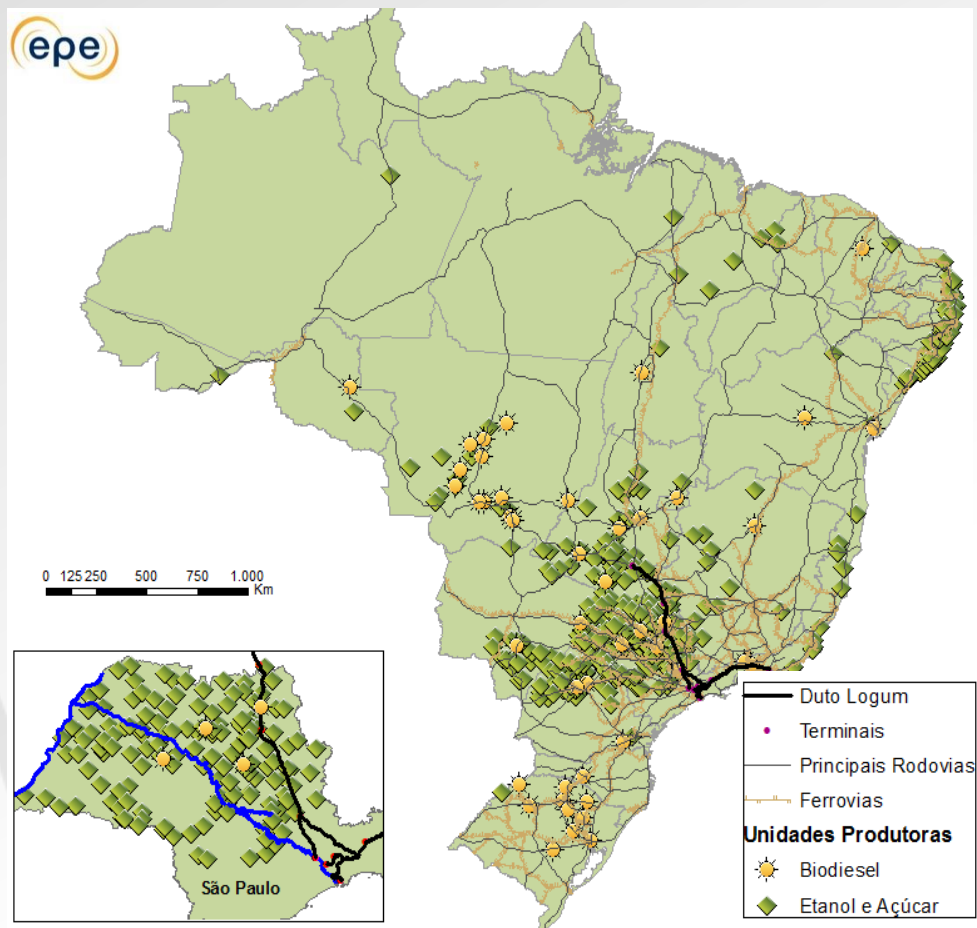 epe
0 125 250 500 750 1.000
Km
São Paulo
Duto Logum
Terminais
Principais Rodovias
Ferrovias
Unidades Produtoras
Biodiesel
Etanol e Açúcar